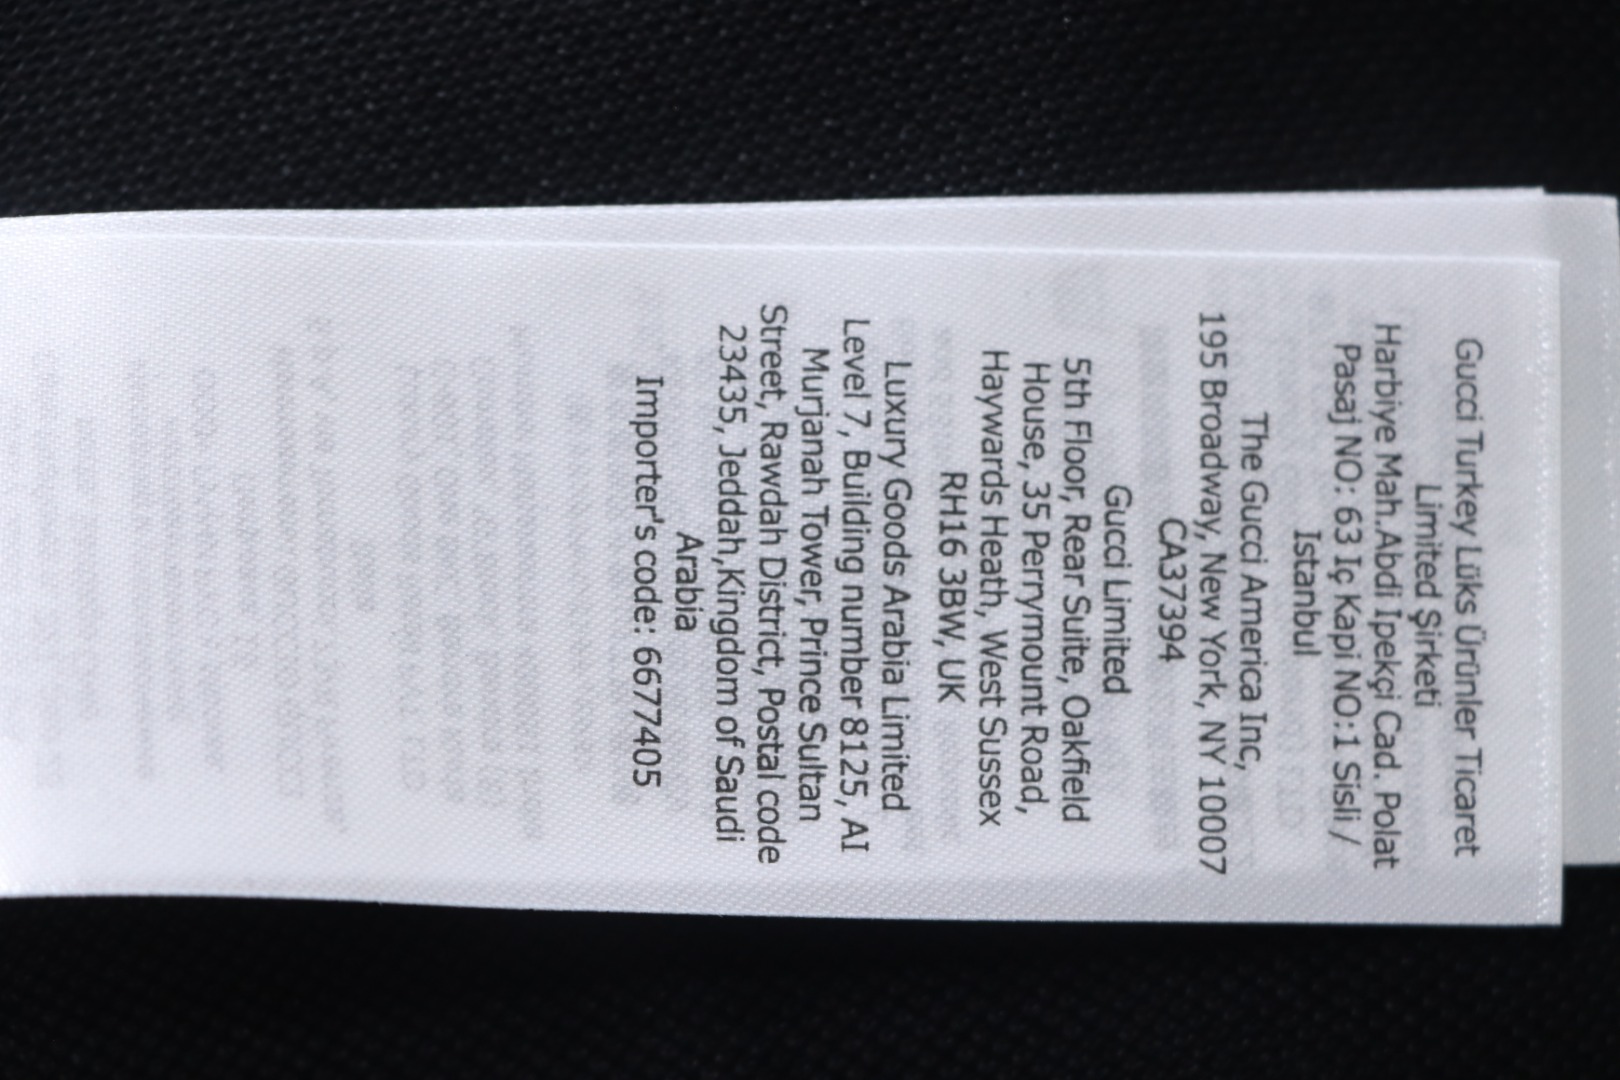 Gucci Turkey Lüks Ürünler Ticaret
Limited Şirketi
Harbiye Mah.Abdi Ipekçi Cad. Polat
Pasaj NO: 63 Iç Kapi NO:1 Sisli /
Istanbul
The Gucci America Inc,
195 Broadway, New York, NY 10007
CA37394
Gucci Limited
5th Floor, Rear Suite, Oakfield
House, 35 Perrymount Road,
Haywards Heath, West Sussex
RH16 3BW, UK
Luxury Goods Arabia Limited
Level 7, Building number 8125, AI
Murjanah Tower, Prince Sultan
Street, Rawdah District, Postal code
23435, Jeddah,Kingdom of Saudi
Arabia
Importer's code: 6677405